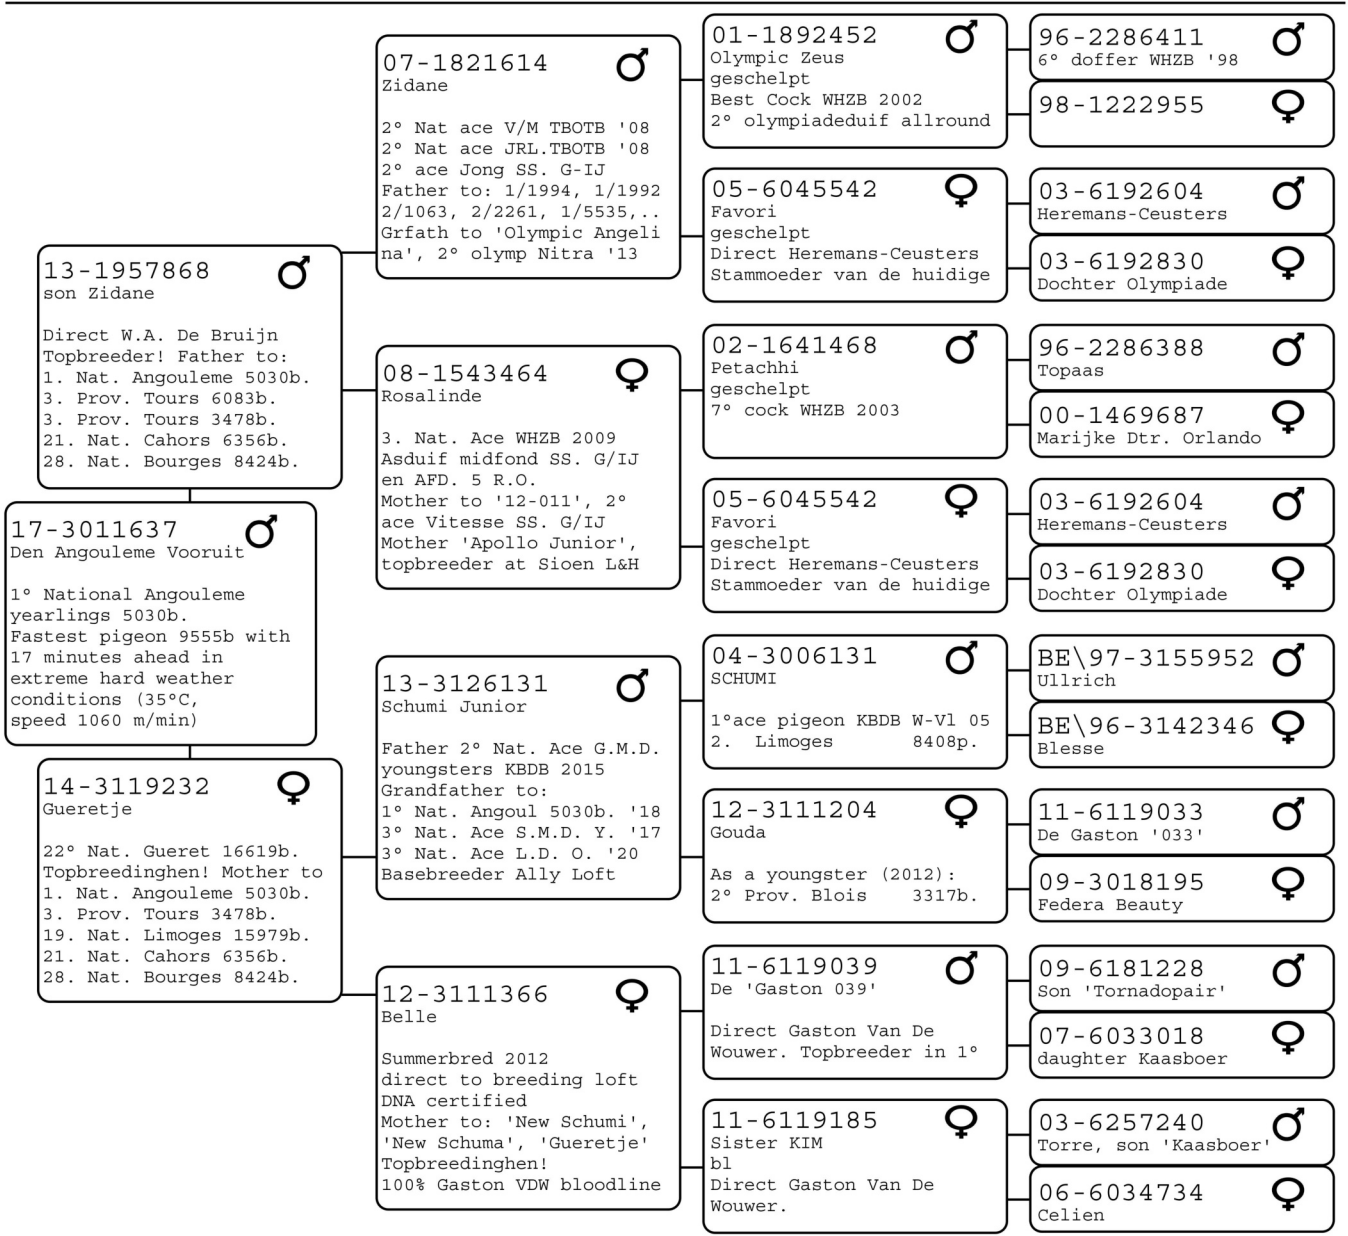 13-1957868
son Zidane
Direct W.A. De Bruijn
Topbreeder! Father to:
1. Nat. Angouleme 5030b.
3. Prov. Tours 6083b.
3. Prov. Tours 3478b.
21. Nat. Cahors 6356b.
28. Nat. Bourges 8424b.
17-3011637
Den Angouleme Vooruit
1° National Angouleme
yearlings 5030b.
Fastest pigeon 9555b with
17 minutes ahead in
extreme hard weather
conditions (35°C,
speed 1060 m/min)
14-3119232
Gueretje
22° Nat. Gueret 16619b.
Topbreedinghen! Mother to
1. Nat. Angouleme 5030b.
3. Prov. Tours 3478b.
19. Nat. Limoges 15979b.
21. Nat. Cahors 6356b.
28. Nat. Bourges 8424b.
07-1821614
Zidane
2° Nat ace V/M TBOTB '08
2° Nat ace JRL.TBOTB '08
2° ace Jong SS. G-IJ
Father to: 1/1994, 1/1992
2/1063, 2/2261, 1/5535,..
Grfath to 'Olympic Angeli
na', 2° olymp Nitra '13
08-1543464
Rosalinde
3. Nat. Ace WHZB 2009
Asduif midfond SS. G/IJ
en AFD. 5 R.O.
Mother to '12-011', 2°
ace Vitesse SS. G/IJ
Mother 'Apollo Junior',
topbreeder at Sioen L&H
13-3126131
Schumi Junior
Father 2° Nat. Ace G.M.D.
youngsters KBDB 2015
Grandfather to:
1° Nat. Angoul 5030b. '18
3° Nat. Ace S.M.D. Y. '17
3° Nat. Ace L.D. O. '20
Basebreeder Ally Loft
12-3111366
Belle
Summerbred 2012
direct to breeding loft
DNA certified
Mother to: 'New Schumi',
'New Schuma', 'Gueretje'
Topbreedinghen!
100% Gaston VDW bloodline
01-1892452
Olympic Zeus
geschelpt
Best Cock WHZB 2002
2° olympiadeduif allround
05-6045542
Favori
geschelpt
Direct Heremans-Ceusters
Stammoeder van de huidige
02-1641468
Petachhi
geschelpt
7° cock WHZB 2003
05-6045542
Favori
geschelpt
Direct Heremans-Ceusters
Stammoeder van de huidige
04-3006131
SCHUMI
1°ace pigeon KBDB W-Vl 05
2. Limoges 8408p.
12-3111204
Gouda
As a youngster (2012):
2° Prov. Blois 3317b.
11-6119039
De 'Gaston 039'
Direct Gaston Van De
Wouwer. Topbreeder in 1°
11-6119185
Sister KIM
bl
Direct Gaston Van De
Wouwer.
96-2286411
6° doffer WHZB '98
98-1222955
03-6192604
Heremans-Ceusters
03-6192830
Dochter Olympiade
96-2286388
Topaas
00-1469687
Marijke Dtr. Orlando
03-6192604
Heremans-Ceusters
03-6192830
Dochter Olympiade
BE\97-3155952
Ullrich
BE\96-3142346
Blesse
11-6119033
De Gaston '033'
09-3018195
Federa Beauty
09-6181228
Son 'Tornadopair'
07-6033018
daughter Kaasboer
03-6257240
Torre, son 'Kaasboer'
06-6034734
Celien